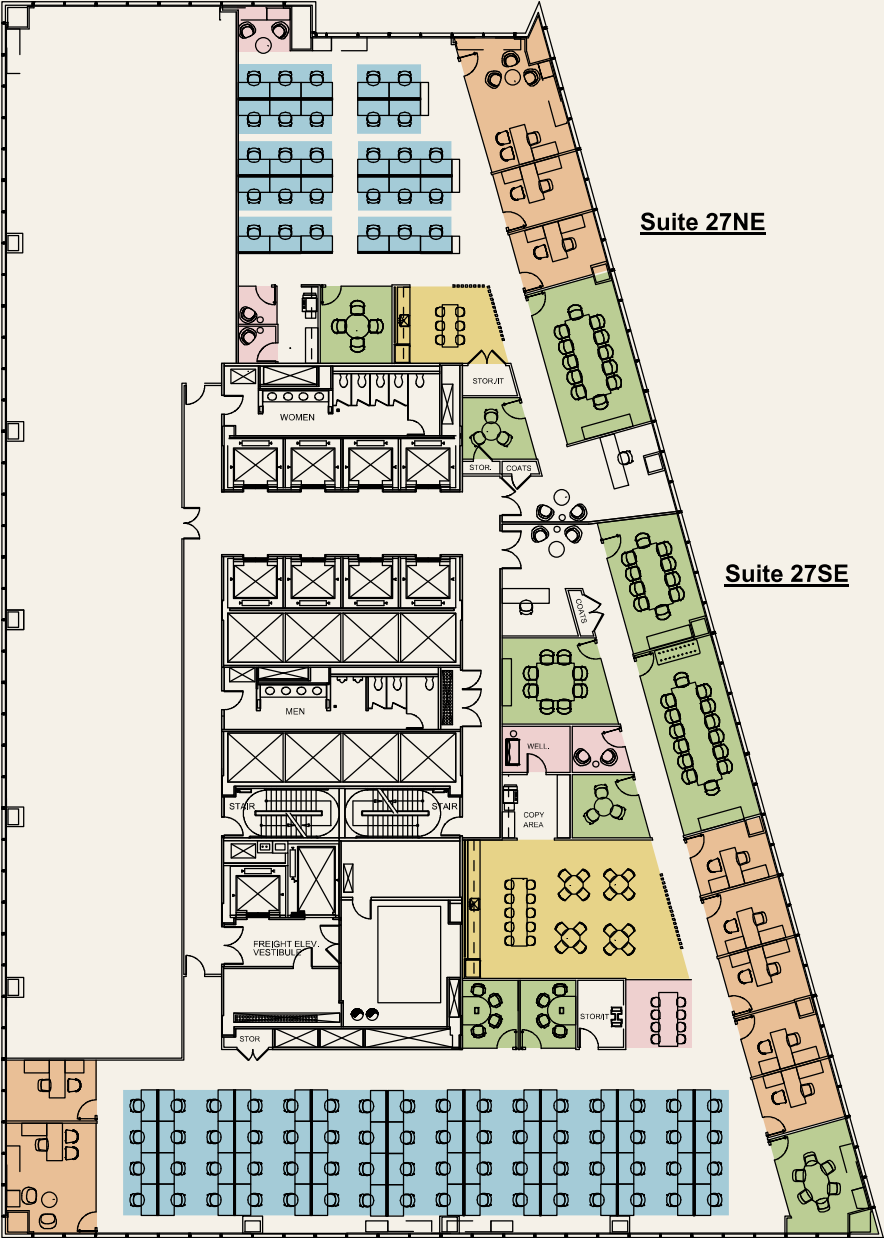 Suite 27NE
STOR./IT
WOMEN
STOR.
COATS
Suite 27SE
COATS
MEN
WELL.
STAIR
STAIR
COPY
AREA
FREIGHT ELEV.
VESTIBULE
STOR/IT
STOR